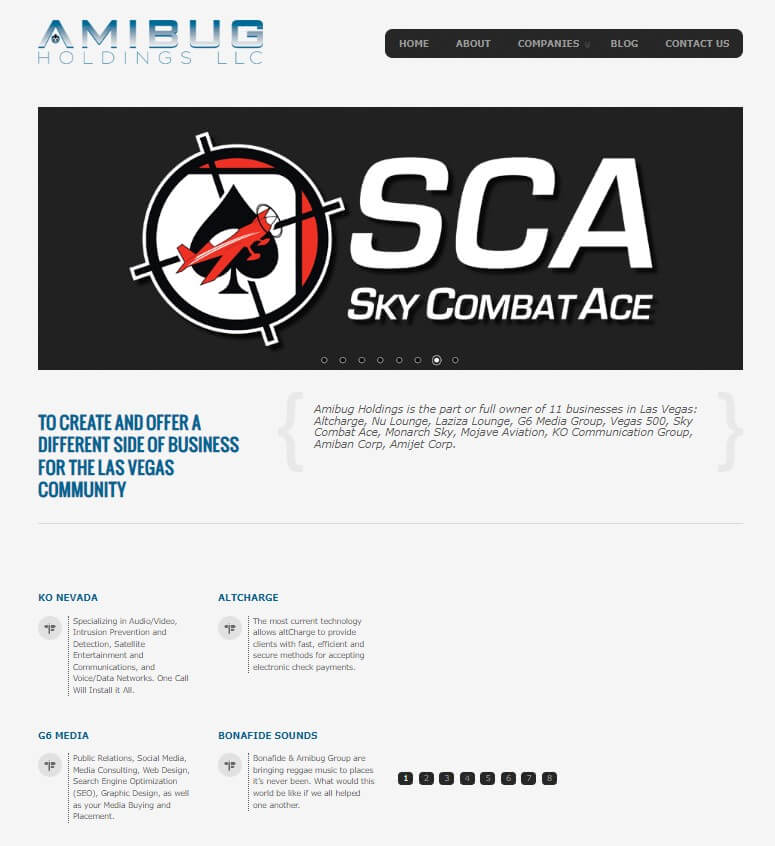 AMIBUG
HOLDINGS LLC
HOME ABOUT COMPANIES BLOG CONTACT US
SCA
SKY COMBAT ACE
TO CREATE AND OFFER A
DIFFERENT SIDE OF BUSINESS
FOR THE LAS VEGAS
COMMUNITY
{ }
Amibug Holdings is the part or full owner of 11 businesses in Las Vegas:
Altcharge, Nu Lounge, Laziza Lounge, G6 Media Group, Vegas 500, Sky
Combat Ace, Monarch Sky, Mojave Aviation, KO Communication Group,
Amiban Corp, Amijet Corp.
KO NEVADA
Specializing in Audio/Video,
Intrusion Prevention and
Detection, Satellite
Entertainment and
Communications, and
Voice/Data Networks. One Call
Will Install it All.
ALTCHARGE
The most current technology
allows altCharge to provide
clients with fast, efficient and
secure methods for accepting
electronic check payments.
G6 MEDIA
Public Relations, Social Media,
Media Consulting, Web Design,
Search Engine Optimization
(SEO), Graphic Design, as well
as your Media Buying and
Placement.
BONAFIDE SOUNDS
Bonafide & Amibug Group are
bringing reggae music to places
it's never been. What would this
world be like if we all helped
one another.
1 2 3 4 5 6 7 8